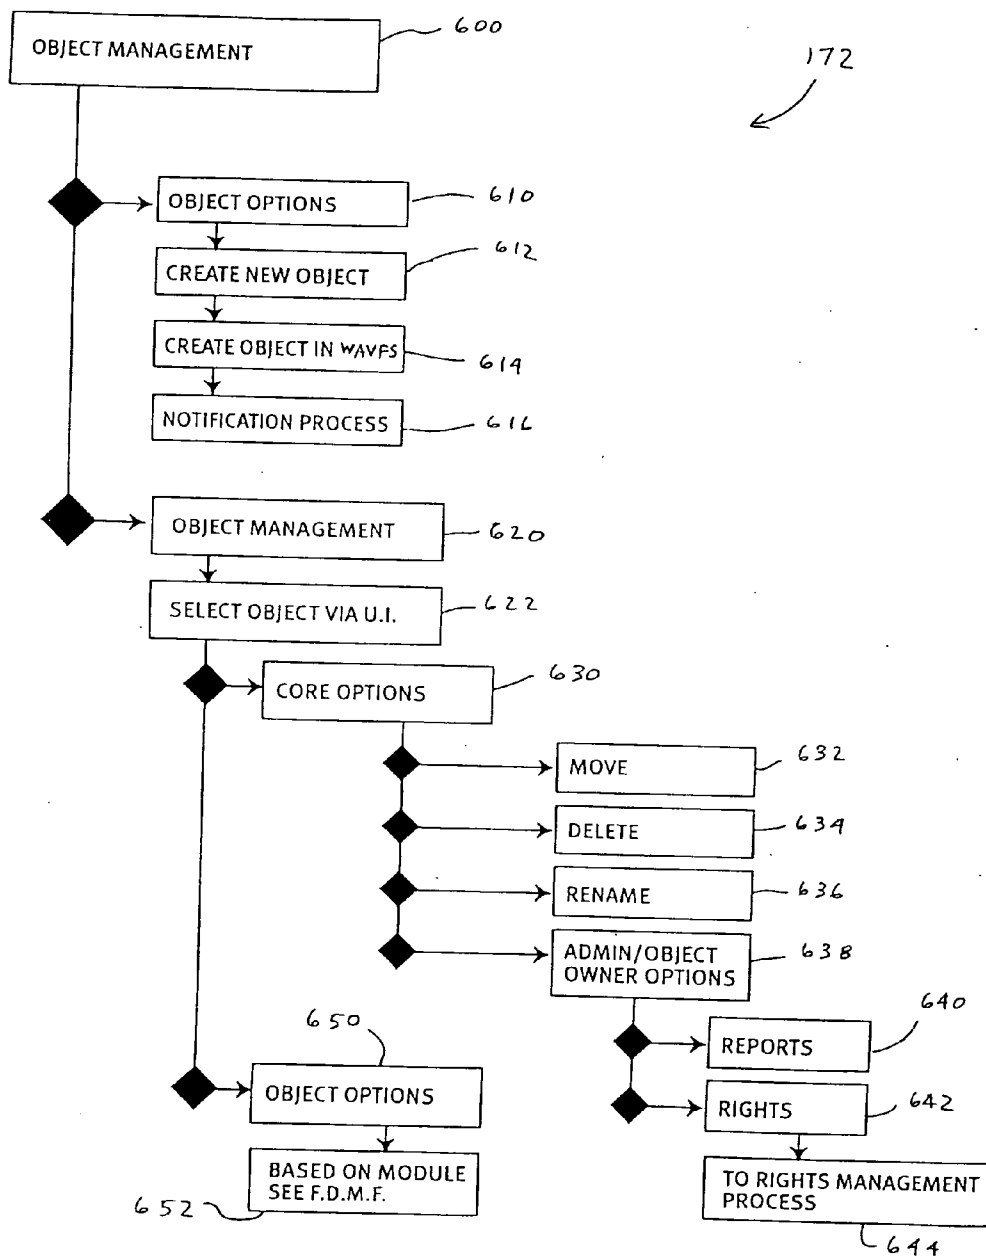 OBJECT MANAGEMENT
600
172
OBJECT OPTIONS
610
CREATE NEW OBJECT
612
CREATE OBJECT IN WAVFS
614
NOTIFICATION PROCESS
616
OBJECT MANAGEMENT
620
SELECT OBJECT VIA U.I.
622
CORE OPTIONS
630
MOVE
632
DELETE
634
RENAME
636
ADMIN/OBJECT
OWNER OPTIONS
638
REPORTS
640
RIGHTS
642
TO RIGHTS MANAGEMENT
PROCESS
644
650
OBJECT OPTIONS
BASED ON MODULE
SEE F.D.M.F.
652